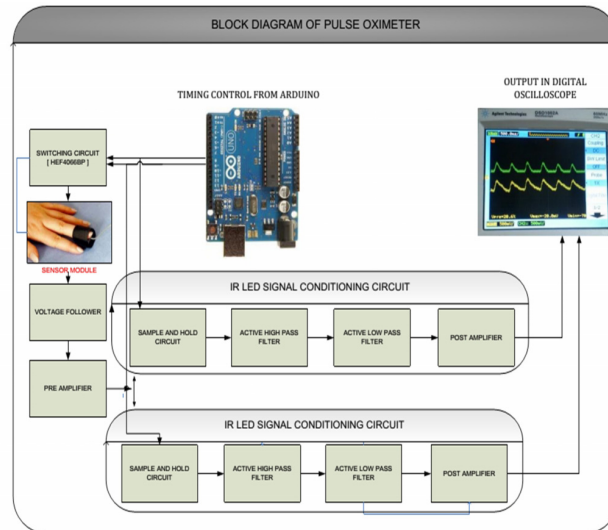 BLOCK DIAGRAM OF PULSE OXIMETER
TIMING CONTROL FROM ARDUINO
OUTPUT IN DIGITAL
OSCILLOSCOPE
SWITCHING CIRCUIT
[ HEF4066BP ]
UNO
Agilent Technologies
SENSOR MODULE
VOLTAGE FOLLOWER
PRE AMPLIFIER
IR LED SIGNAL CONDITIONING CIRCUIT
SAMPLE AND HOLD
CIRCUIT
ACTIVE HIGH PASS
FILTER
ACTIVE LOW PASS
FILTER
POST AMPLIFIER
IR LED SIGNAL CONDITIONING CIRCUIT
SAMPLE AND HOLD
CIRCUIT
ACTIVE HIGH PASS
FILTER
ACTIVE LOW PASS
FILTER
POST AMPLIFIER